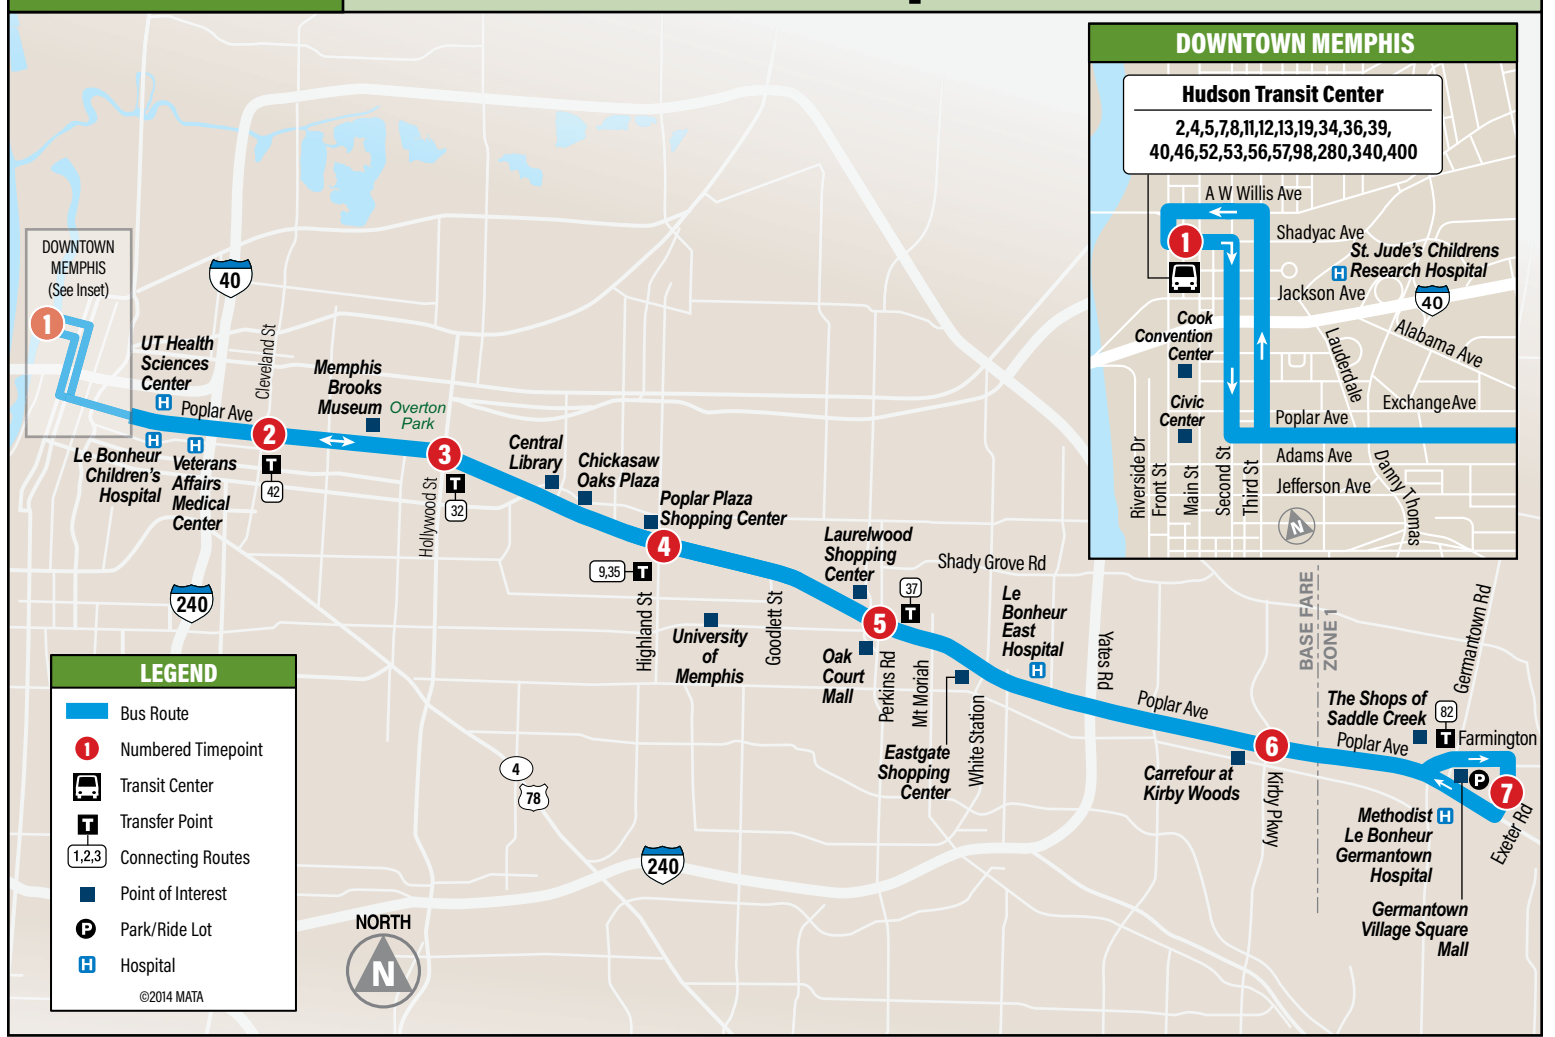 DOWNTOWN MEMPHIS
Hudson Transit Center
2,4,5,7,8,11,12,13,19,34,36,39,
40,46,52,53,56,57,98,280,340,400
A W Willis Ave
1
Shadyac Ave
St. Jude's Childrens
H Research Hospital
Jackson Ave
40
Cook
Convention
Center
Alabama Ave
Lauderdale
Civic
Center
Exchange Ave
Poplar Ave
Adams Ave
Jefferson Ave
Danny Thomas
Riverside Dr
Front St
Main St
Second St
Third St
N
DOWNTOWN
MEMPHIS
(See Inset)
1
40
UT Health
Sciences
Center
H
Poplar Ave
Cleveland St
2
T
42
H
Le Bonheur
Children's
Hospital
H
Veterans
Affairs
Medical
Center
Memphis
Brooks
Museum
Overton
Park
3
T
32
Hollywood St
Central
Library
Chickasaw
Oaks Plaza
Poplar Plaza
Shopping Center
4
9,35
T
Highland St
University
of
Memphis
Goodlett St
Laurelwood
Shopping
Center
5
37
T
Oak
Court
Mall
Perkins Rd
Mt Moriah
Shady Grove Rd
Le
Bonheur
East
Hospital
H
Eastgate
Shopping
Center
White Station
Yates Rd
Poplar Ave
6
Carrefour at
Kirby Woods
Kirby Pkwy
BASE FARE
ZONE 1
Germantown Rd
The Shops of
Saddle Creek
82
T
Farmington
Poplar Ave
P
7
Exeter Rd
Methodist H
Le Bonheur
Germantown
Hospital
Germantown
Village Square
Mall
240
4
78
240
NORTH
N
LEGEND
Bus Route
1 Numbered Timepoint
Transit Center
T Transfer Point
1,2,3 Connecting Routes
Point of Interest
P Park/Ride Lot
H Hospital
©2014 MATA